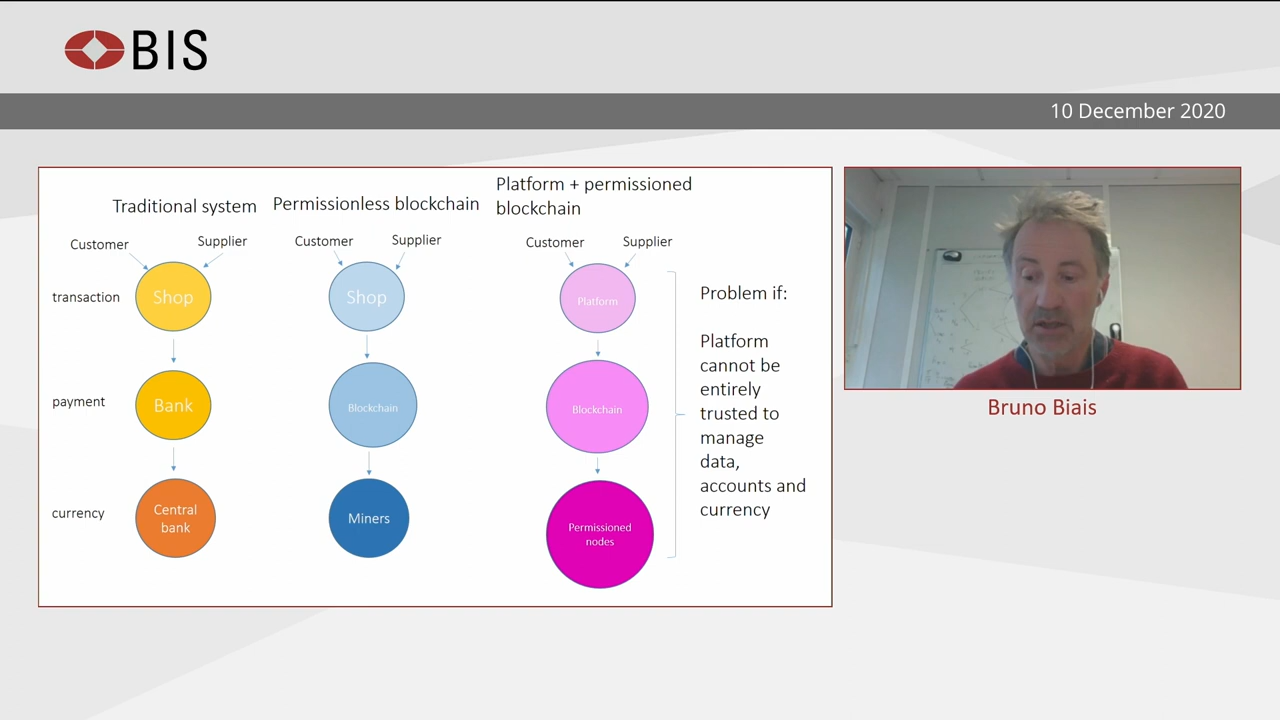 BIS
10 December 2020
Traditional system
Permissionless blockchain
Platform + permissioned
blockchain
Customer
Supplier
Customer
Supplier
Customer
Supplier
transaction
Shop
Shop
Platform
payment
Bank
Blockchain
Blockchain
currency
Central
bank
Miners
Permissioned
nodes
Problem if:
Platform
cannot be
entirely
trusted to
manage
data,
accounts and
currency
Bruno Biais